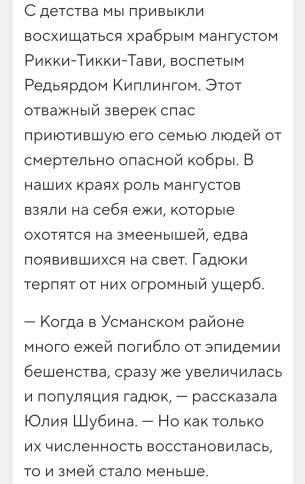 С детства мы привыкли
восхищаться храбрым мангустом
Рикки-Тикки-Тави, воспетым
Редьярдом Киплингом. Этот
отважный зверек спас
приютившую его семью людей от
смертельно опасной кобры. В
наших краях роль мангустов
взяли на себя ежи, которые
охотятся на змеенышей, едва
появившихся на свет. Гадюки
терпят от них огромный ущерб.
— Когда в Усманском районе
много ежей погибло от эпидемии
бешенства, сразу же увеличилась
и популяция гадюк, — рассказала
Юлия Шубина. — Но как только
их численность восстановилась,
то и змей стало меньше.